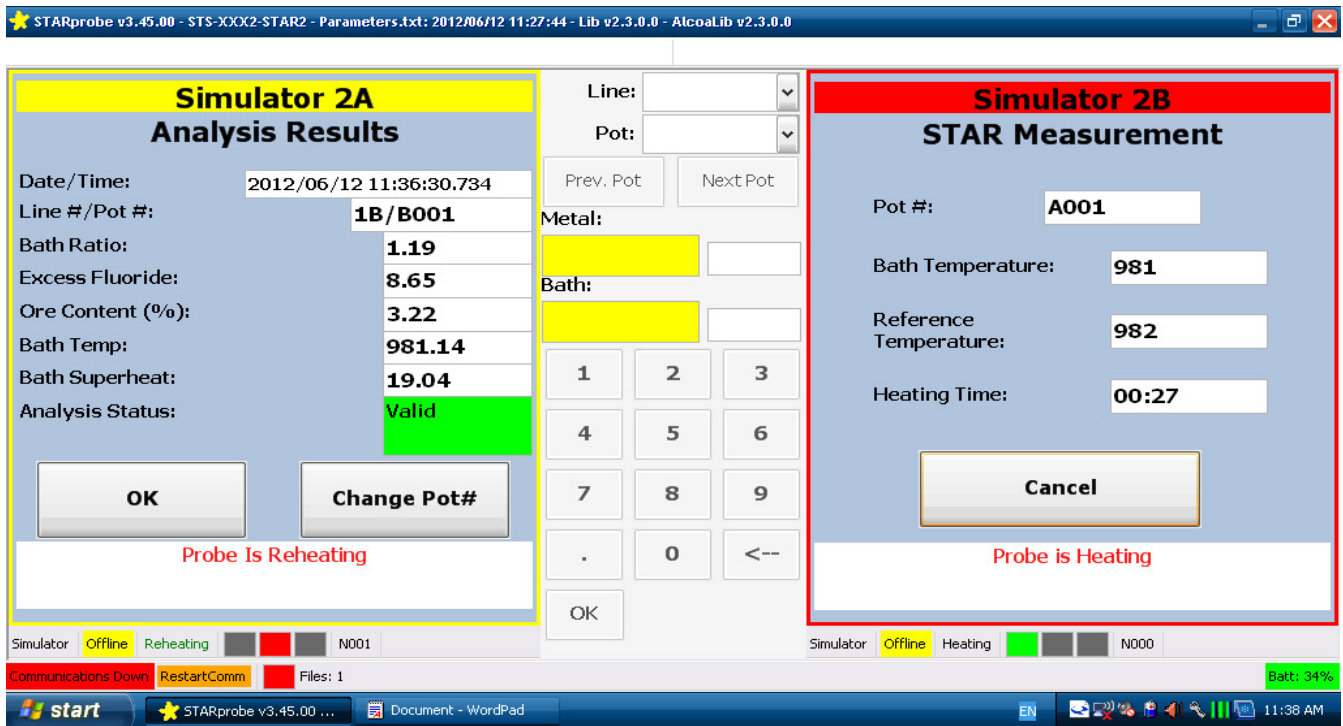 STARprobe v3.45.00 - STS-XXX2-STAR2 - Parameters.txt: 2012/06/12 11:27:44 - Lib v2.3.0.0 - AlcoaLib v2.3.0.0
Simulator 2A
Analysis Results
Date/Time: 2012/06/12 11:36:30.734
Line #/Pot #: 1B/B001
Bath Ratio: 1.19
Excess Fluoride: 8.65
Ore Content (%): 3.22
Bath Temp: 981.14
Bath Superheat: 19.04
Analysis Status: Valid
OK Change Pot#
Probe Is Reheating
Simulator Offline Reheating N001
Line:
Pot:
Prev. Pot Next Pot
Metal:
Bath:
1 2 3
4 5 6
7 8 9
. 0 <--
OK
Simulator 2B
STAR Measurement
Pot #: A001
Bath Temperature: 981
Reference
Temperature: 982
Heating Time: 00:27
Cancel
Probe is Heating
Simulator Offline Heating N000
Communications Down RestartComm Files: 1 Batt: 34%
start STARprobe v3.45.00 ... Document - WordPad EN 11:38 AM